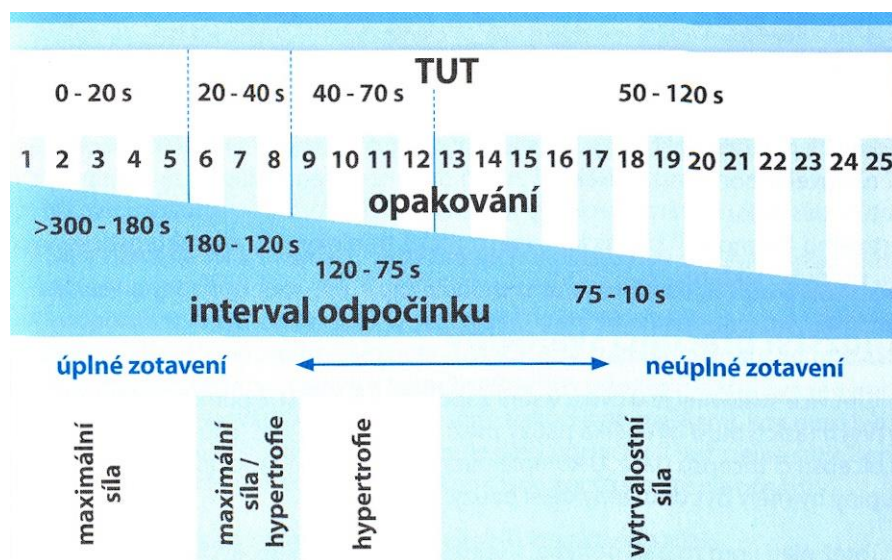 TUT
0 - 20 s 20 - 40 s 40 - 70 s 50 - 120 s
1 2 3 4 5 6 7 8 9 10 11 12 13 14 15 16 17 18 19 20 21 22 23 24 25
opakování
>300 - 180 s
180 - 120 s
120 - 75 s
75 - 10 s
interval odpočinku
úplné zotavení neúplné zotavení
maximální
síla
maximální
síla /
hypertrofie
hypertrofie
vytrvalostní
síla